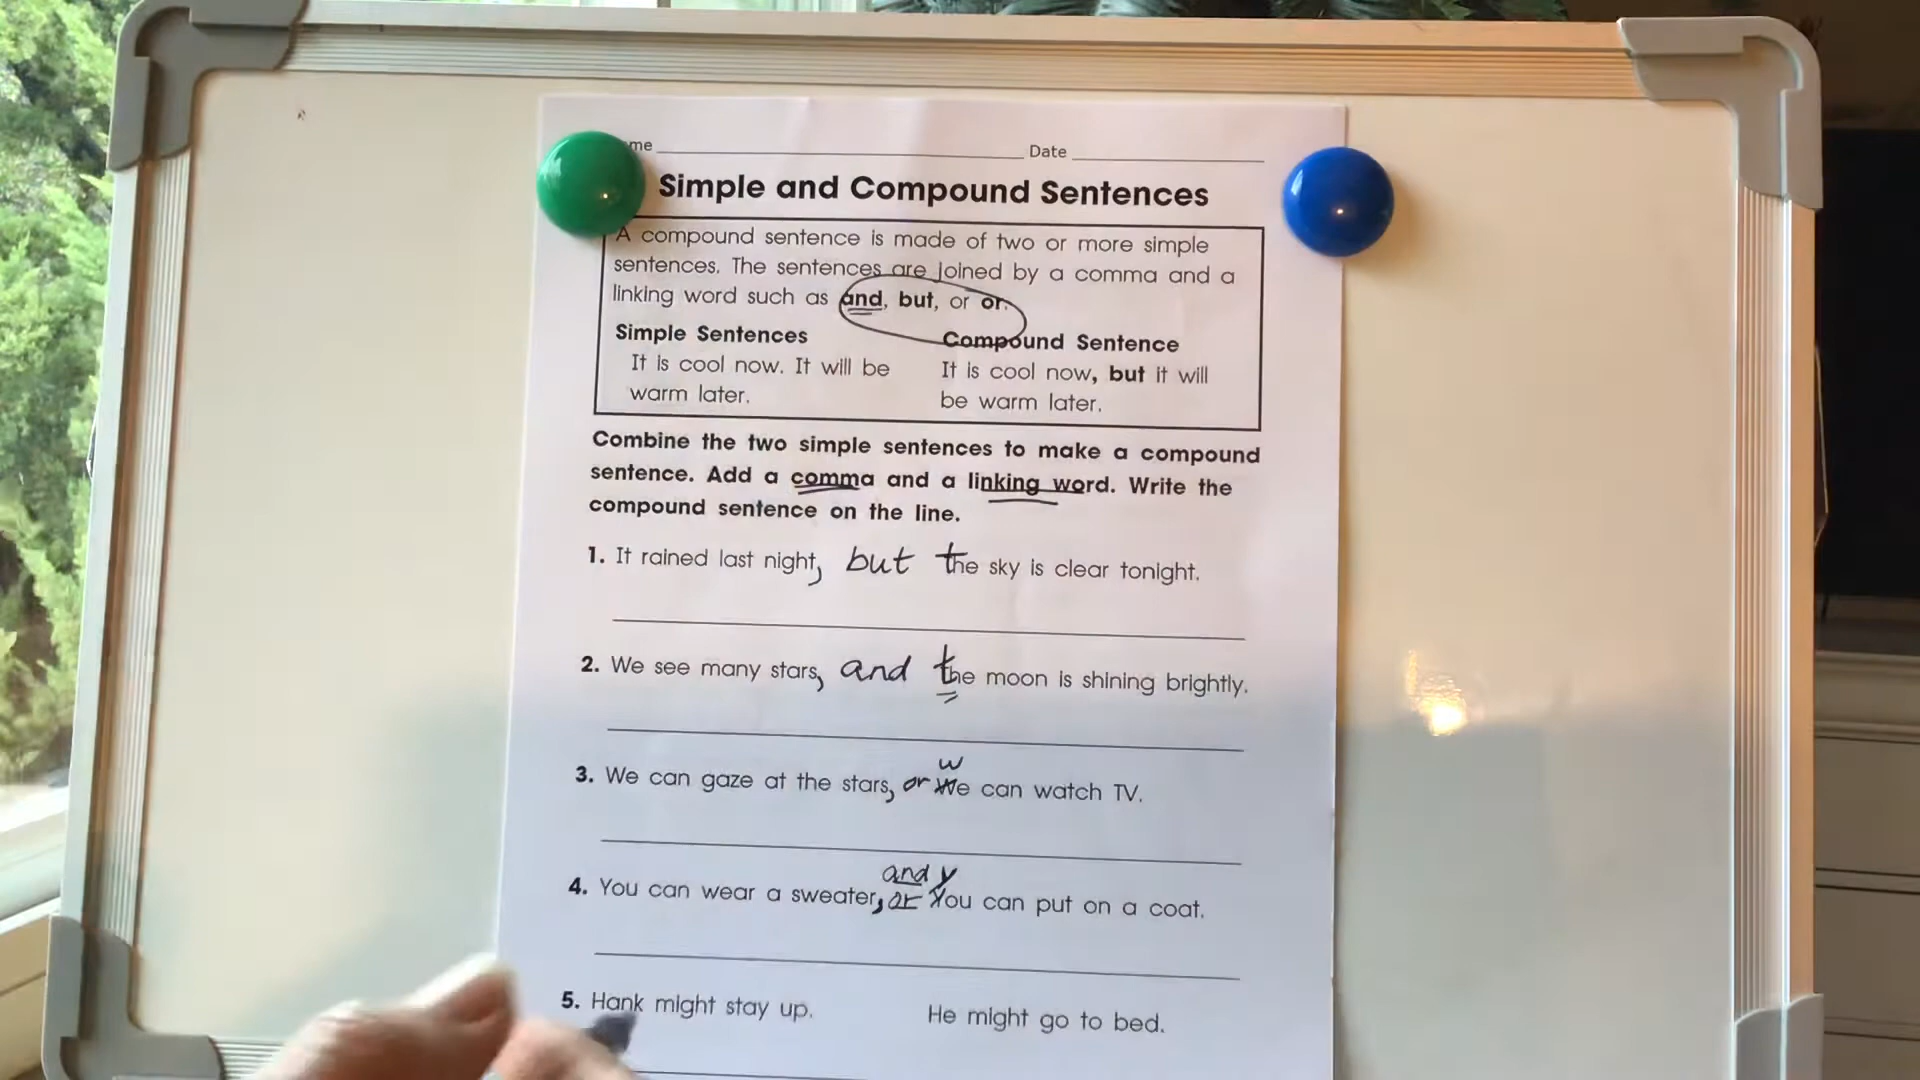 me ______ Date ______
Simple and Compound Sentences
A compound sentence is made of two or more simple
sentences. The sentences are joined by a comma and a
linking word such as and, but, or or.
Simple Sentences
It is cool now. It will be
warm later.
Compound Sentence
It is cool now, but it will
be warm later.
Combine the two simple sentences to make a compound
sentence. Add a comma and a linking word. Write the
compound sentence on the line.
1. It rained last night, but the sky is clear tonight.
2. We see many stars, and the moon is shining brightly.
w
3. We can gaze at the stars, or We can watch TV.
and y
4. You can wear a sweater, or You can put on a coat.
5. Hank might stay up. He might go to bed.